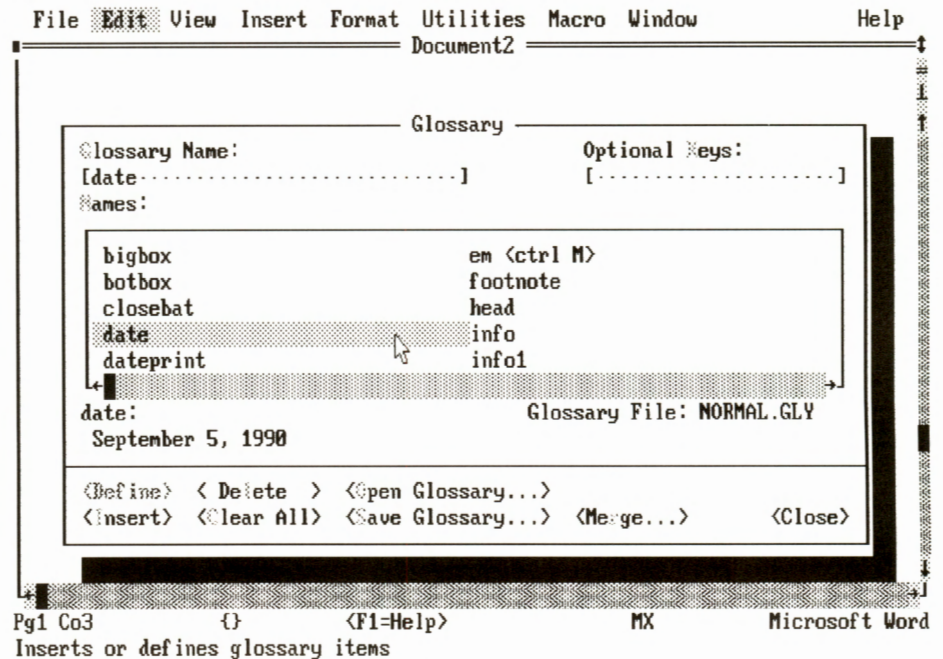 File Edit View Insert Format Utilities Macro Window Help
Document2
Glossary
Glossary Name: Optional Keys:
[date···························] [·····················]
Names:
bigbox em <ctrl M>
botbox footnote
closebat head
date info
dateprint info1
date: Glossary File: NORMAL.GLY
September 5, 1990
<Define> < Delete > <Open Glossary...>
<Insert> <Clear All> <Save Glossary...> <Merge...> <Close>
Pg1 Co3 {} <F1=Help> MX Microsoft Word
Inserts or defines glossary items